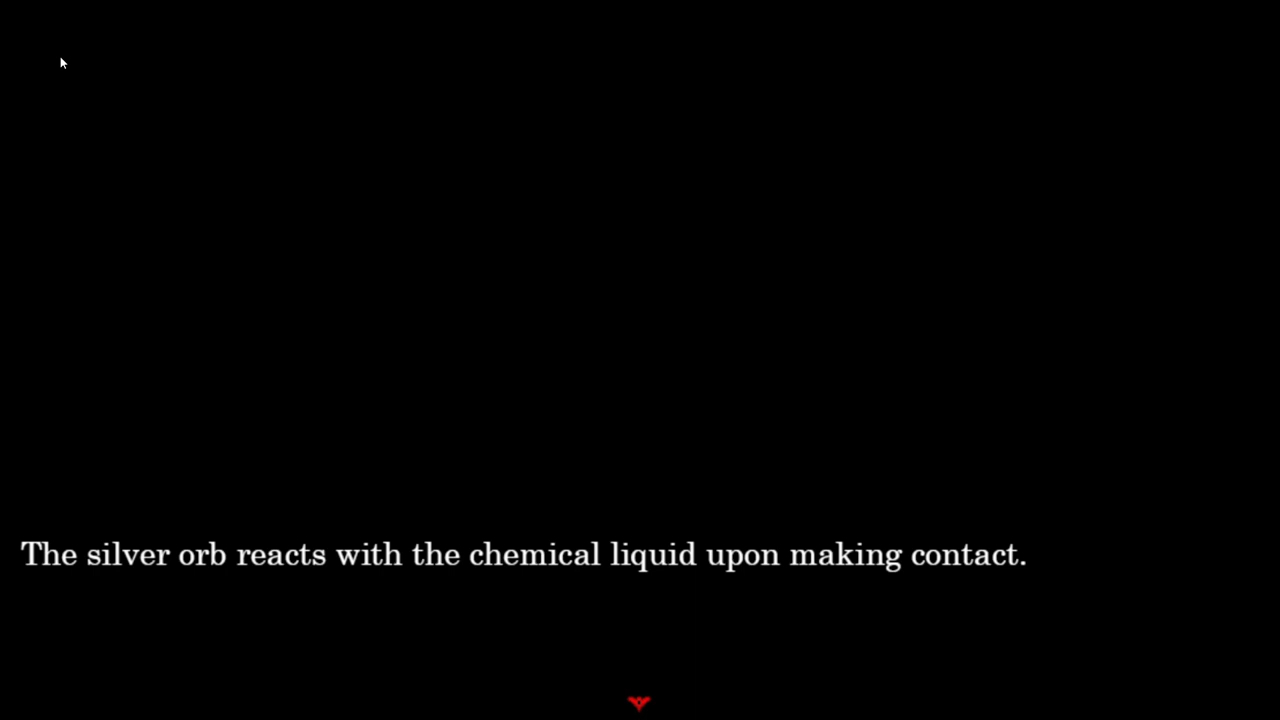 The silver orb reacts with the chemical liquid upon making contact.